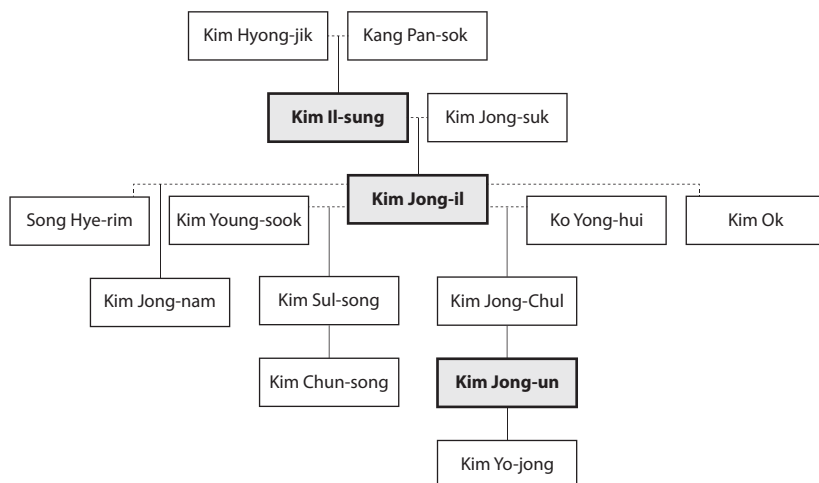 Kim Hyong-jik
Kang Pan-sok
Kim Il-sung
Kim Jong-suk
Kim Jong-il
Song Hye-rim
Kim Young-sook
Ko Yong-hui
Kim Ok
Kim Jong-nam
Kim Sul-song
Kim Jong-Chul
Kim Chun-song
Kim Jong-un
Kim Yo-jong